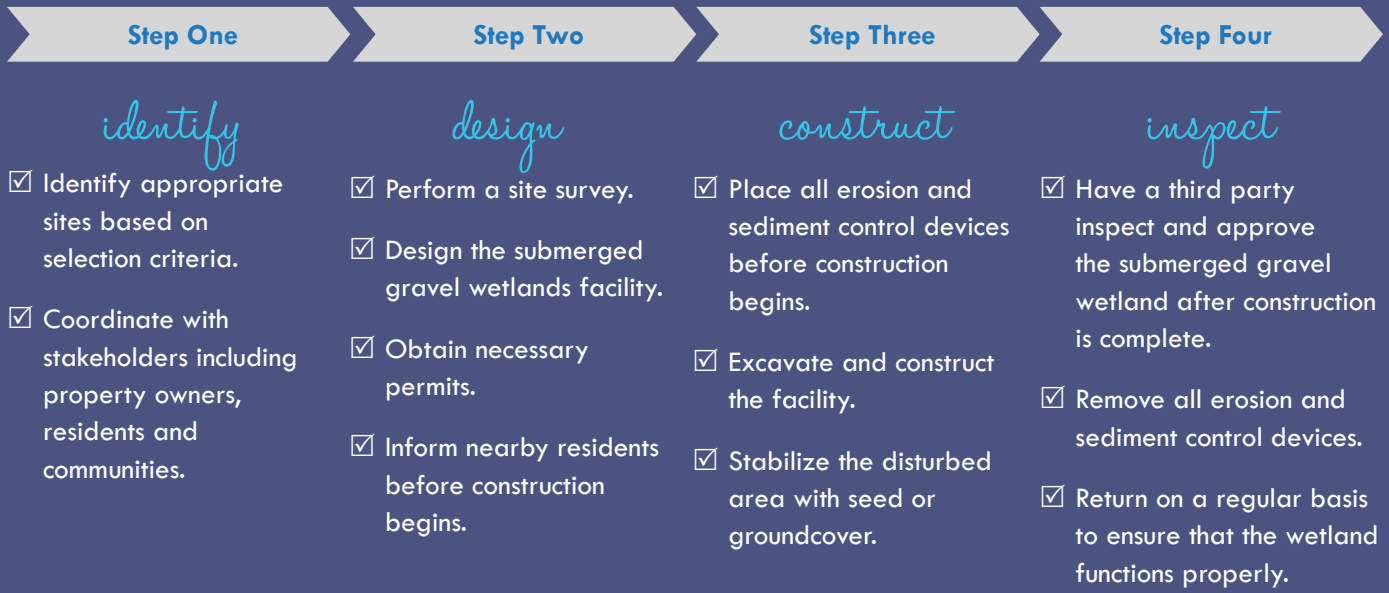 Step One
identify
☑ Identify appropriate
sites based on
selection criteria.
☑ Coordinate with
stakeholders including
property owners,
residents and
communities.
Step Two
design
☑ Perform a site survey.
☑ Design the submerged
gravel wetlands facility.
☑ Obtain necessary
permits.
☑ Inform nearby residents
before construction
begins.
Step Three
construct
☑ Place all erosion and
sediment control devices
before construction
begins.
☑ Excavate and construct
the facility.
☑ Stabilize the disturbed
area with seed or
groundcover.
Step Four
inspect
☑ Have a third party
inspect and approve
the submerged gravel
wetland after construction
is complete.
☑ Remove all erosion and
sediment control devices.
☑ Return on a regular basis
to ensure that the wetland
functions properly.